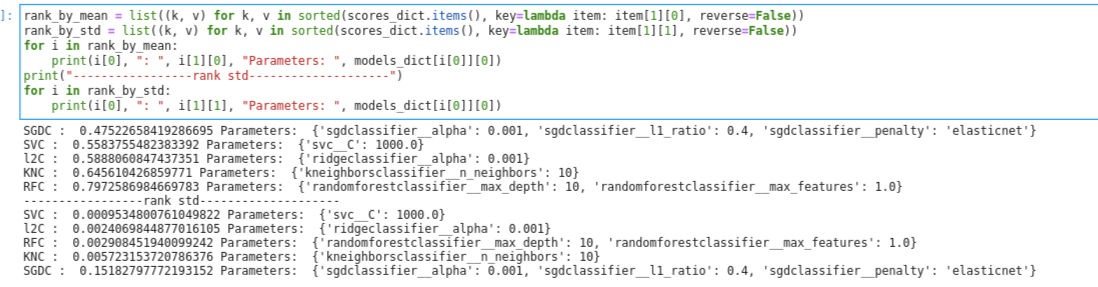 ]: rank_by_mean = list((k, v) for k, v in sorted(scores_dict.items(), key=lambda item: item[1][0], reverse=False))
rank_by_std = list((k, v) for k, v in sorted(scores_dict.items(), key=lambda item: item[1][1], reverse=False))
for i in rank_by_mean:
    print(i[0], ": ", i[1][0], "Parameters: ", models_dict[i[0]][0])
print("-----------------rank std--------------------")
for i in rank_by_std:
    print(i[0], ": ", i[1][1], "Parameters: ", models_dict[i[0]][0])
SGDC :  0.47522658419286695 Parameters:  {'sgdclassifier__alpha': 0.001, 'sgdclassifier__l1_ratio': 0.4, 'sgdclassifier__penalty': 'elasticnet'}
SVC :  0.5583755482383392 Parameters:  {'svc__C': 1000.0}
l2C :  0.5888060847437351 Parameters:  {'ridgeclassifier__alpha': 0.001}
KNC :  0.645610426859771 Parameters:  {'kneighborsclassifier__n_neighbors': 10}
RFC :  0.7972586984669783 Parameters:  {'randomforestclassifier__max_depth': 10, 'randomforestclassifier__max_features': 1.0}
-----------------rank std--------------------
SVC :  0.0009534800761049822 Parameters:  {'svc__C': 1000.0}
l2C :  0.0024069844877016105 Parameters:  {'ridgeclassifier__alpha': 0.001}
RFC :  0.002908451940099242 Parameters:  {'randomforestclassifier__max_depth': 10, 'randomforestclassifier__max_features': 1.0}
KNC :  0.005723153720786376 Parameters:  {'kneighborsclassifier__n_neighbors': 10}
SGDC :  0.15182797772193152 Parameters:  {'sgdclassifier__alpha': 0.001, 'sgdclassifier__l1_ratio': 0.4, 'sgdclassifier__penalty': 'elasticnet'}